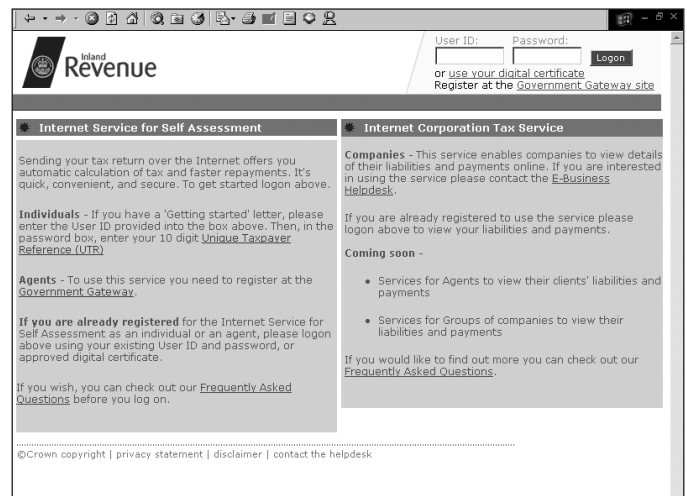 User ID: Password:
Logon
or use your digital certificate
Register at the Government Gateway site
Inland
Revenue
Internet Service for Self Assessment
Sending your tax return over the Internet offers you
automatic calculation of tax and faster repayments. It's
quick, convenient, and secure. To get started logon above.
Individuals - If you have a 'Getting started' letter, please
enter the User ID provided into the box above. Then, in the
password box, enter your 10 digit Unique Taxpayer
Reference (UTR)
Agents - To use this service you need to register at the
Government Gateway.
If you are already registered for the Internet Service for
Self Assessment as an individual or an agent, please logon
above using your existing User ID and password, or
approved digital certificate.
If you wish, you can check out our Frequently Asked
Questions before you log on.
Internet Corporation Tax Service
Companies - This service enables companies to view details
of their liabilities and payments online. If you are interested
in using the service please contact the E-Business
Helpdesk.
If you are already registered to use the service please
logon above to view your liabilities and payments.
Coming soon -
• Services for Agents to view their clients' liabilities and
payments
• Services for Groups of companies to view their
liabilities and payments
If you would like to find out more you can check out our
Frequently Asked Questions.
©Crown copyright | privacy statement | disclaimer | contact the helpdesk